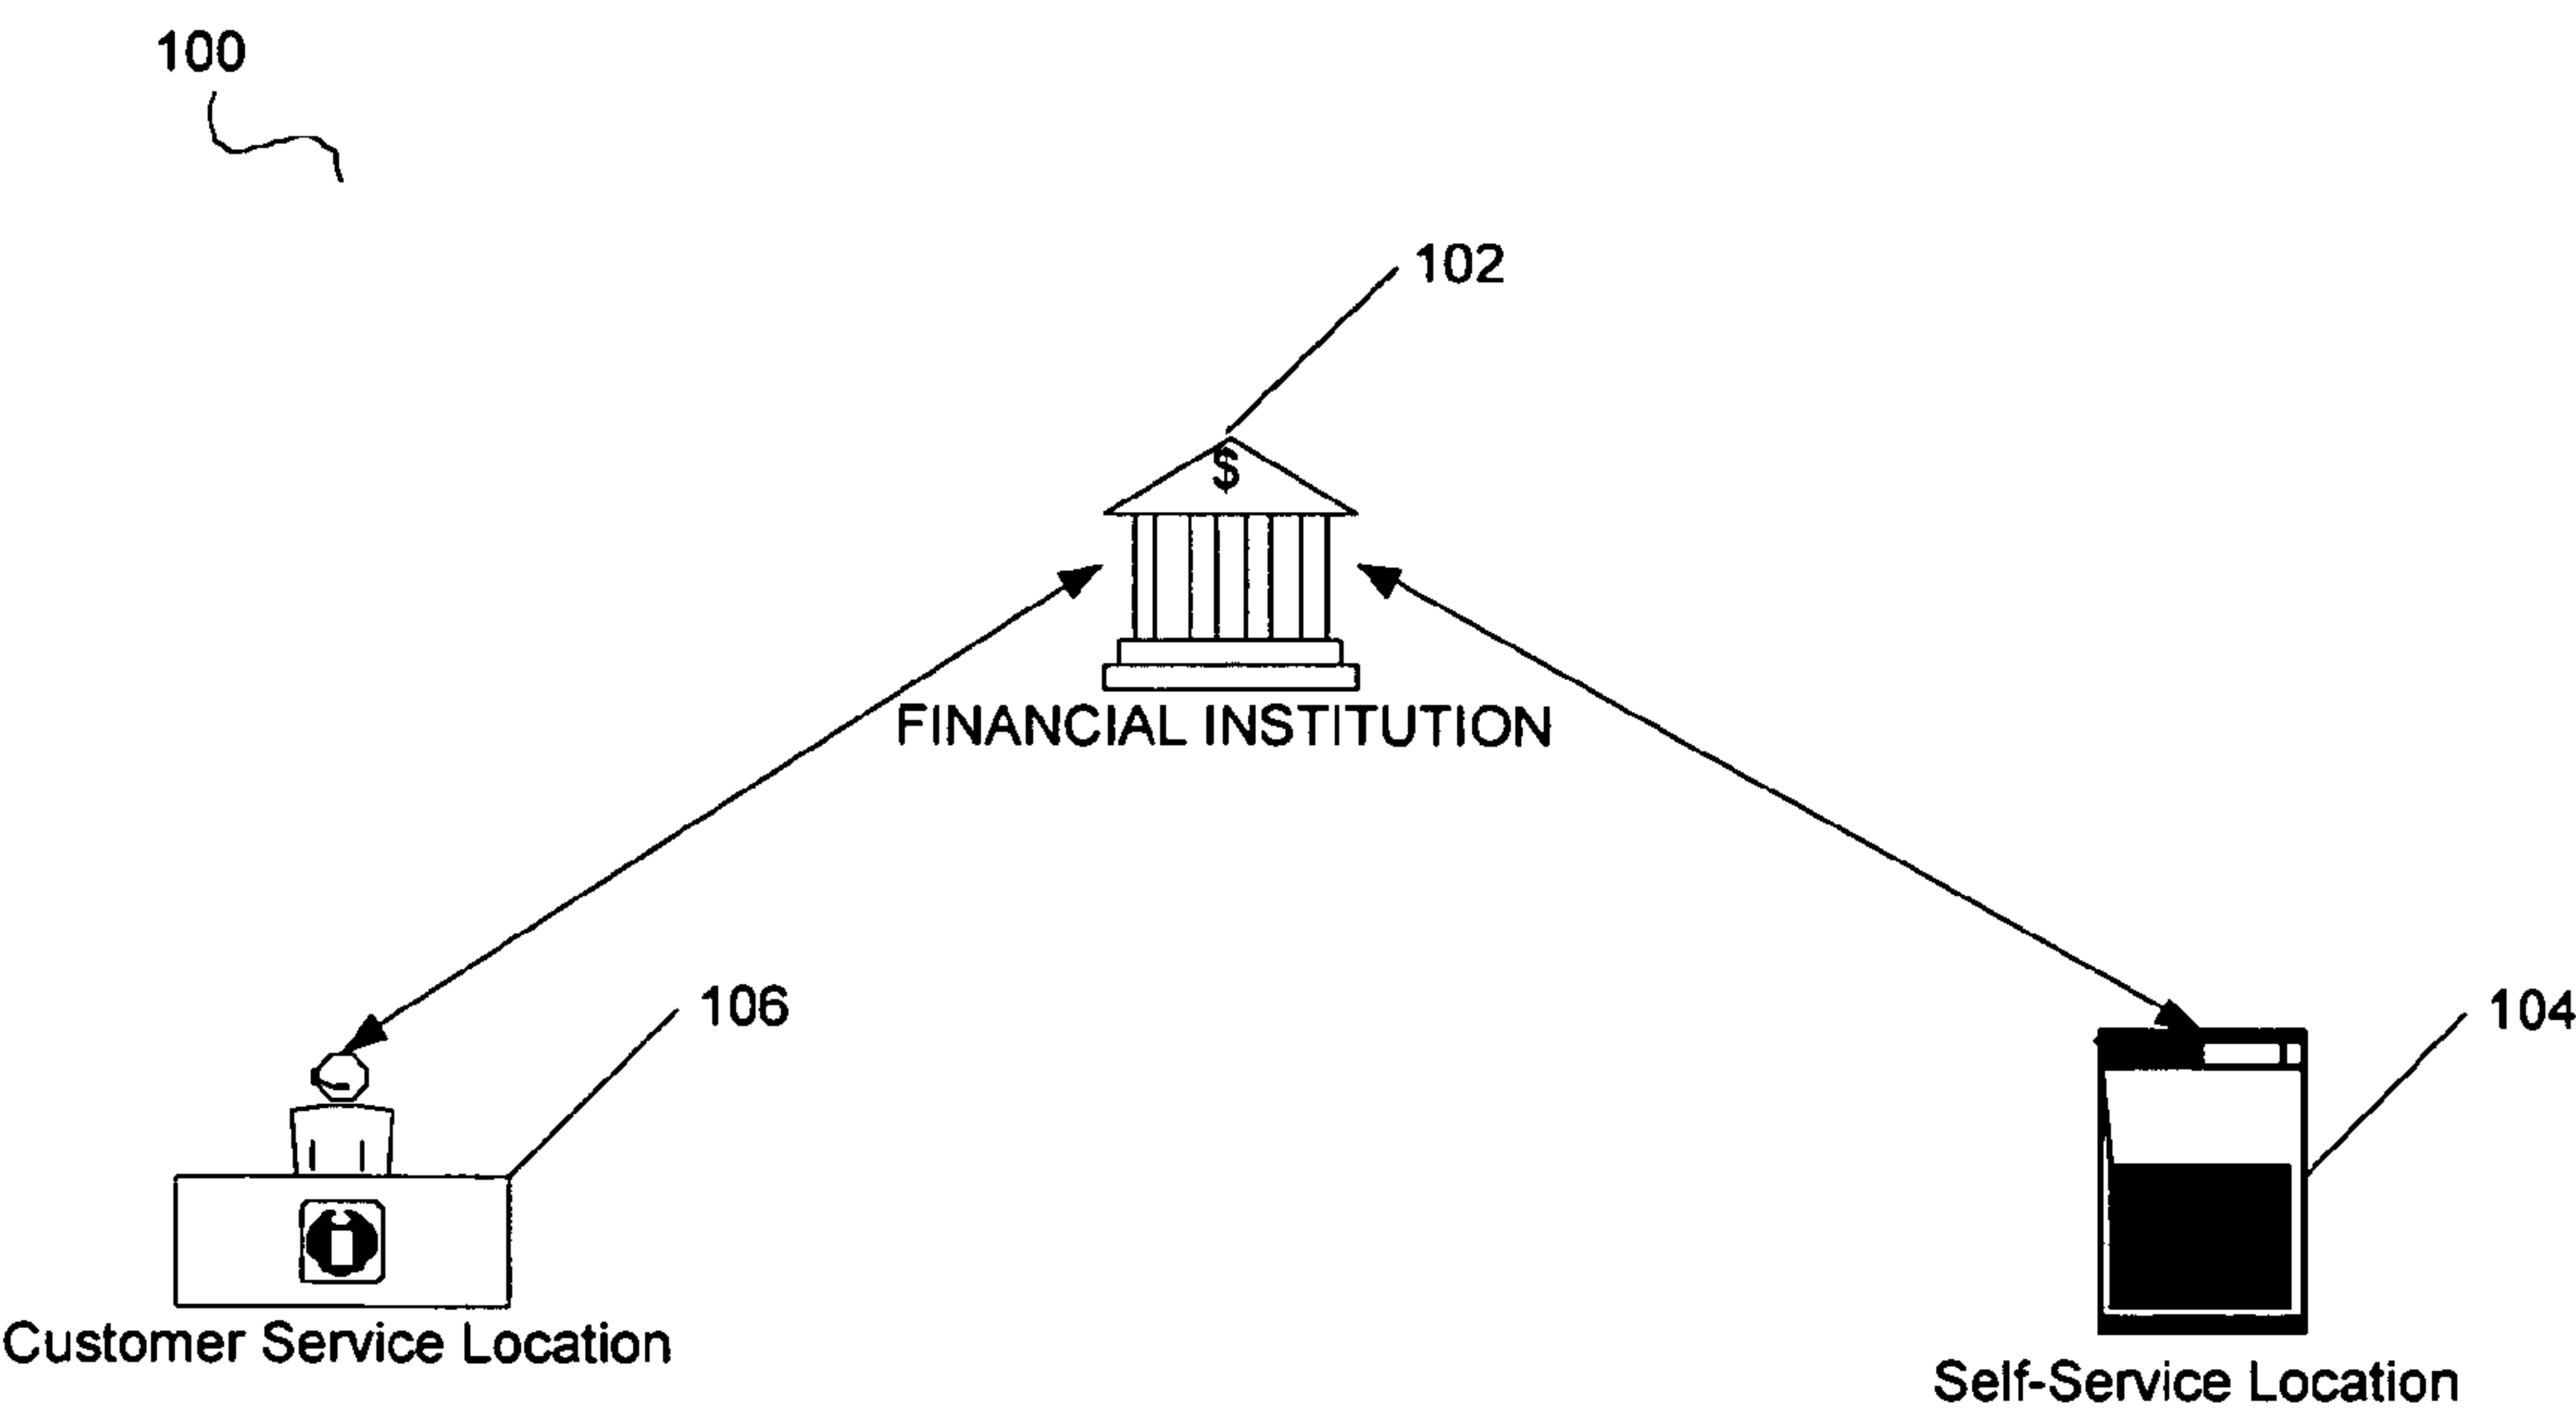 100
102
$
FINANCIAL INSTITUTION
106
104
i
Customer Service Location
Self-Service Location